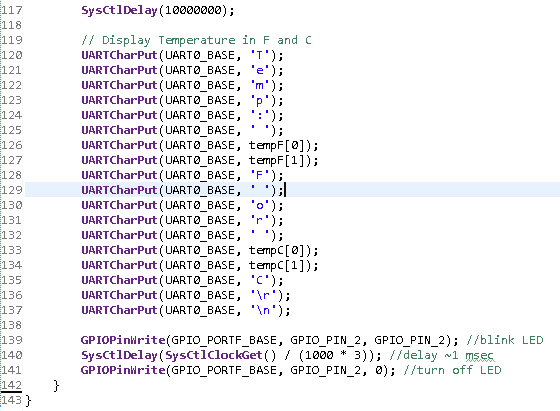 117 SysCtlDelay(10000000);
118
119 // Display Temperature in F and C
120 UARTCharPut(UART0_BASE, 'T');
121 UARTCharPut(UART0_BASE, 'e');
122 UARTCharPut(UART0_BASE, 'm');
123 UARTCharPut(UART0_BASE, 'p');
124 UARTCharPut(UART0_BASE, ':');
125 UARTCharPut(UART0_BASE, ' ');
126 UARTCharPut(UART0_BASE, tempF[0]);
127 UARTCharPut(UART0_BASE, tempF[1]);
128 UARTCharPut(UART0_BASE, 'F');
129 UARTCharPut(UART0_BASE, ' ');
130 UARTCharPut(UART0_BASE, 'o');
131 UARTCharPut(UART0_BASE, 'r');
132 UARTCharPut(UART0_BASE, ' ');
133 UARTCharPut(UART0_BASE, tempC[0]);
134 UARTCharPut(UART0_BASE, tempC[1]);
135 UARTCharPut(UART0_BASE, 'C');
136 UARTCharPut(UART0_BASE, '\r');
137 UARTCharPut(UART0_BASE, '\n');
138
139 GPIOPinWrite(GPIO_PORTF_BASE, GPIO_PIN_2, GPIO_PIN_2); //blink LED
140 SysCtlDelay(SysCtlClockGet() / (1000 * 3)); //delay ~1 msec
141 GPIOPinWrite(GPIO_PORTF_BASE, GPIO_PIN_2, 0); //turn off LED
142 }
143 }